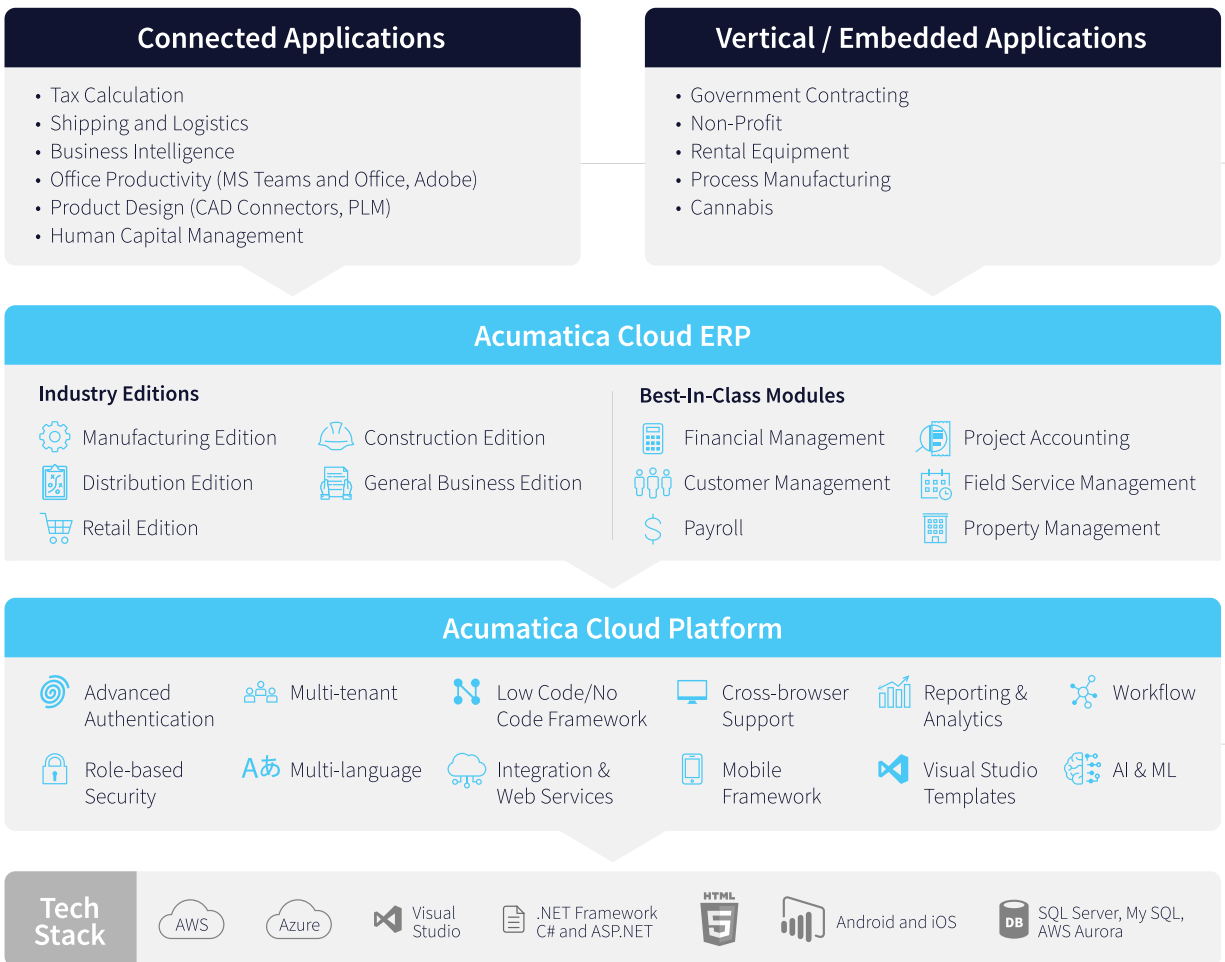 Connected Applications
• Tax Calculation
• Shipping and Logistics
• Business Intelligence
• Office Productivity (MS Teams and Office, Adobe)
• Product Design (CAD Connectors, PLM)
• Human Capital Management
Vertical / Embedded Applications
• Government Contracting
• Non-Profit
• Rental Equipment
• Process Manufacturing
• Cannabis
Acumatica Cloud ERP
Industry Editions
Manufacturing Edition
Construction Edition
Distribution Edition
General Business Edition
Retail Edition
Best-In-Class Modules
Financial Management
Project Accounting
Customer Management
Field Service Management
$
Payroll
Property Management
Acumatica Cloud Platform
Advanced
Authentication
Multi-tenant
Low Code/No
Code Framework
Cross-browser
Support
Reporting &
Analytics
Workflow
Role-based
Security
Aあ
Multi-language
Integration &
Web Services
Mobile
Framework
Visual Studio
Templates
AI & ML
Tech
Stack
AWS
Azure
Visual
Studio
.NET Framework
C# and ASP.NET
HTML
5
Android and iOS
DB
SQL Server, My SQL,
AWS Aurora